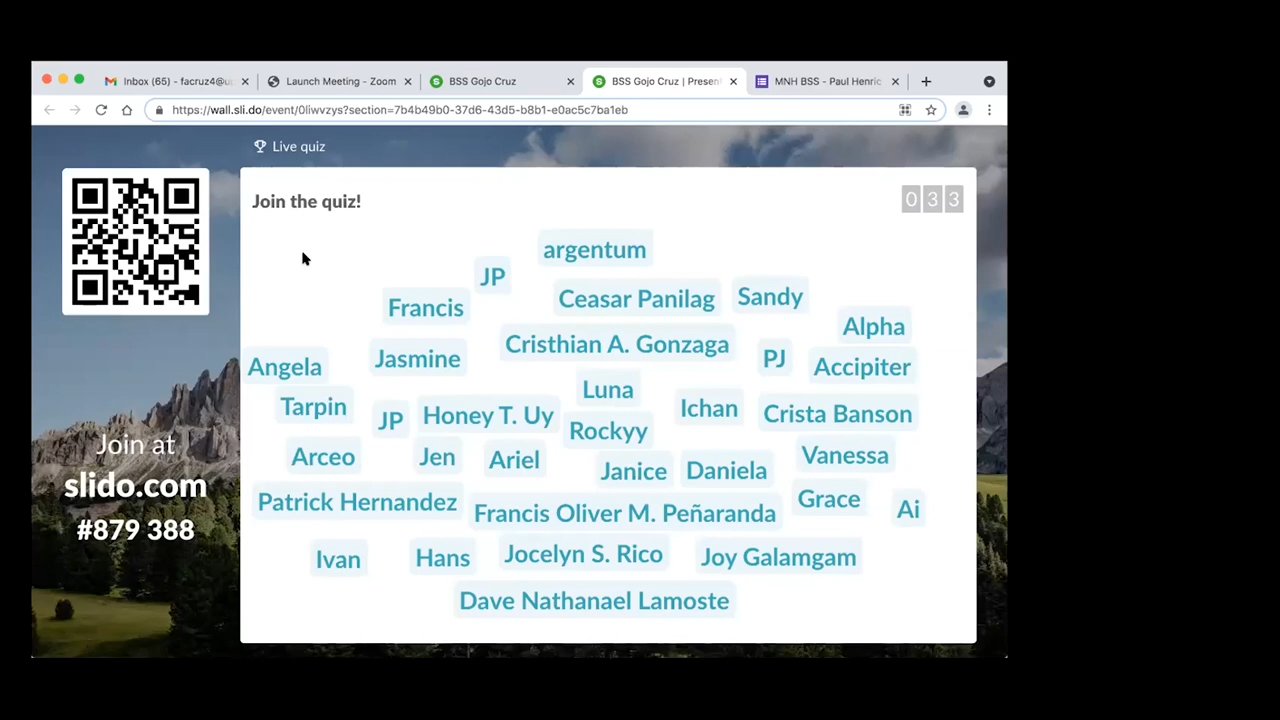 Inbox (65) - facruz4@u
Launch Meeting - Zoom
BSS Gojo Cruz
BSS Gojo Cruz | Presen
MNH BSS - Paul Henric
https://wall.sli.do/event/0liwvzys?section=7b4b49b0-37d6-43d5-b8b1-e0ac5c7ba1eb
Live quiz
Join the quiz!
033
argentum
JP
Francis
Ceasar Panilag
Sandy
Alpha
Angela
Jasmine
Cristhian A. Gonzaga
PJ
Accipiter
Luna
Tarpin
JP
Honey T. Uy
Rockyy
Ichan
Crista Banson
Arceo
Jen
Ariel
Janice
Daniela
Vanessa
Patrick Hernandez
Francis Oliver M. Peñaranda
Grace
Ai
Ivan
Hans
Jocelyn S. Rico
Joy Galamgam
Dave Nathanael Lamoste
Join at
slido.com
#879 388